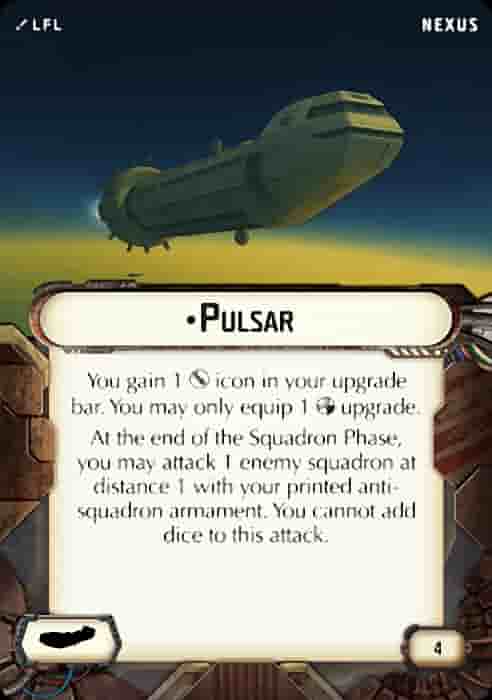 LFL
NEXUS
•PULSAR
You gain 1 icon in your upgrade
bar. You may only equip 1 upgrade.
At the end of the Squadron Phase,
you may attack 1 enemy squadron at
distance 1 with your printed anti-
squadron armament. You cannot add
dice to this attack.
4